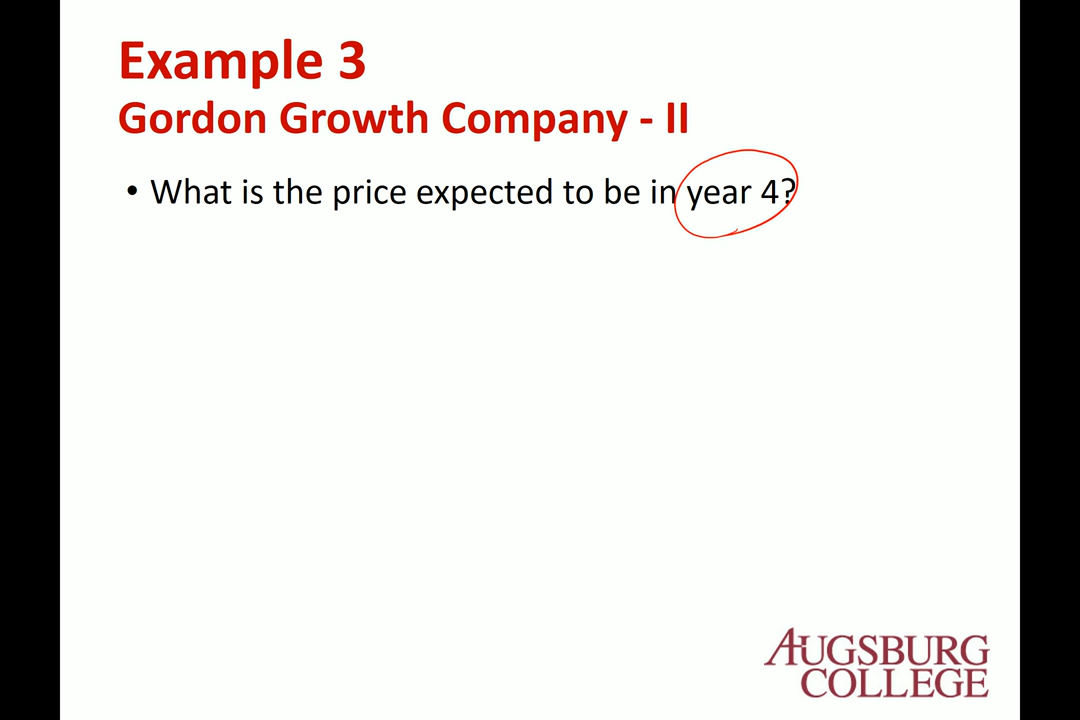 Example 3
Gordon Growth Company - II
• What is the price expected to be in year 4?
AUGSBURG
COLLEGE